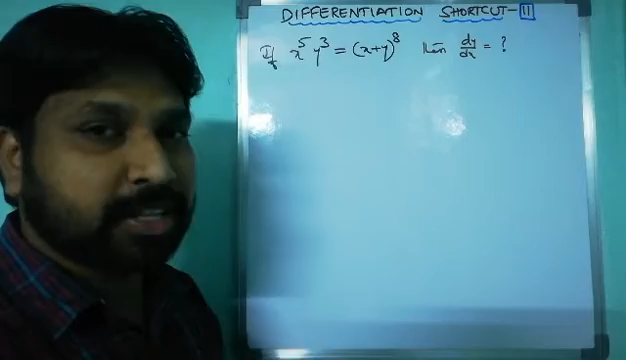 DIFFERENTIATION SHORTCUT-11
If x⁵y³ = (x+y)⁸ then dy/dx = ?